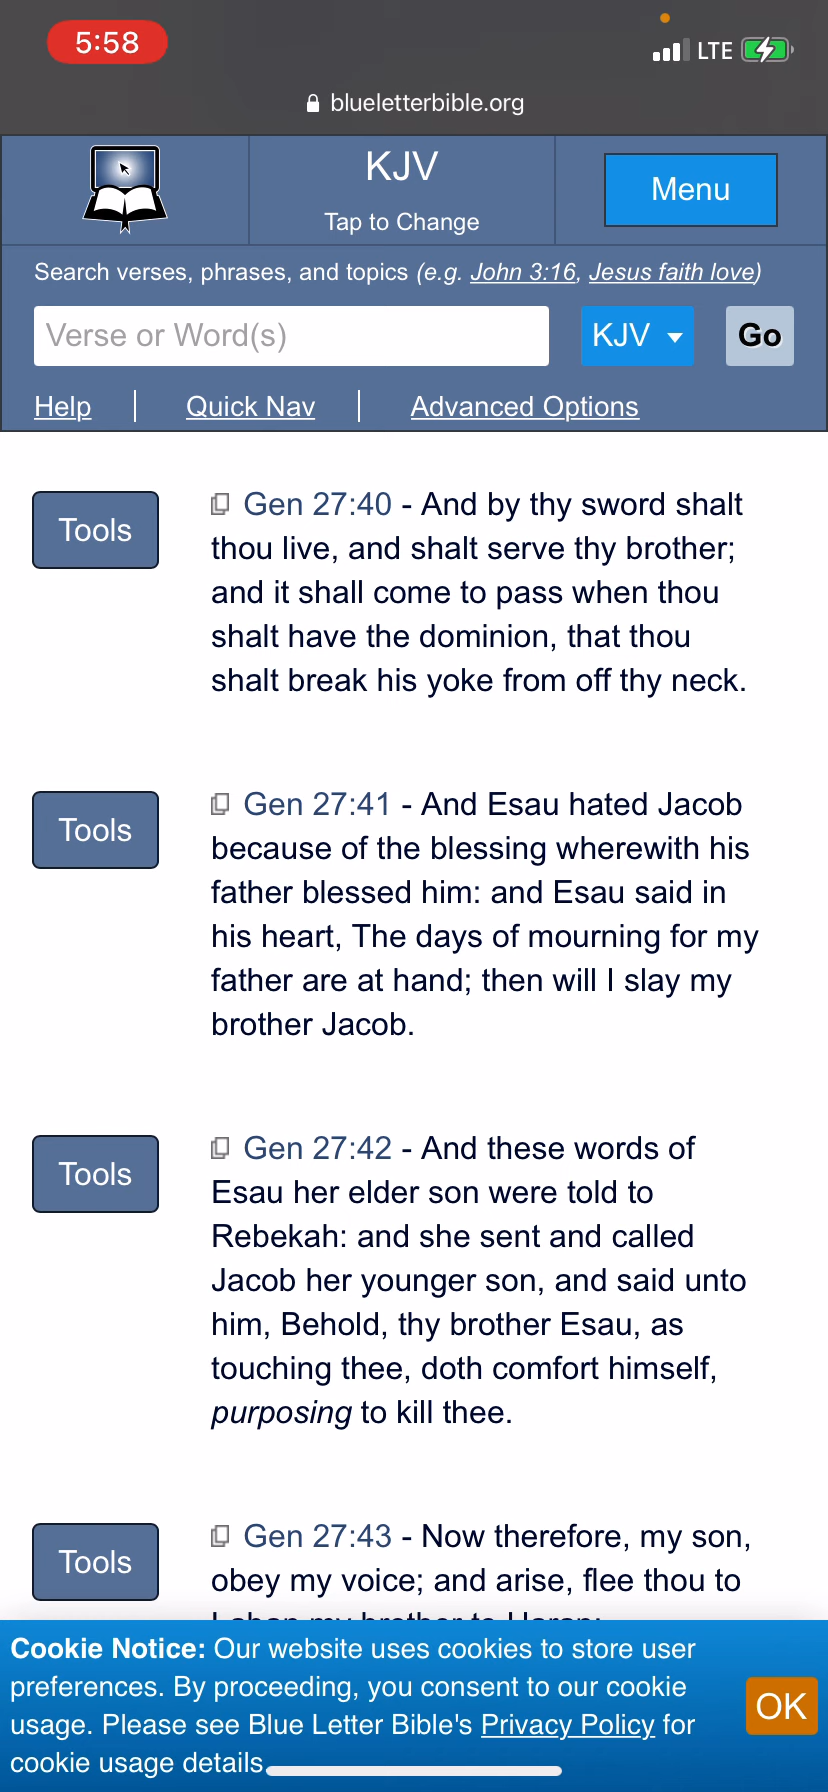 5:58
LTE
blueletterbible.org
KJV
Tap to Change
Menu
Search verses, phrases, and topics (e.g. John 3:16, Jesus faith love)
Verse or Word(s)
KJV
Go
Help | Quick Nav | Advanced Options
Tools
Gen 27:40 - And by thy sword shalt
thou live, and shalt serve thy brother;
and it shall come to pass when thou
shalt have the dominion, that thou
shalt break his yoke from off thy neck.
Tools
Gen 27:41 - And Esau hated Jacob
because of the blessing wherewith his
father blessed him: and Esau said in
his heart, The days of mourning for my
father are at hand; then will I slay my
brother Jacob.
Tools
Gen 27:42 - And these words of
Esau her elder son were told to
Rebekah: and she sent and called
Jacob her younger son, and said unto
him, Behold, thy brother Esau, as
touching thee, doth comfort himself,
purposing to kill thee.
Tools
Gen 27:43 - Now therefore, my son,
obey my voice; and arise, flee thou to
Laban my brother to Haran;
Cookie Notice: Our website uses cookies to store user
preferences. By proceeding, you consent to our cookie
usage. Please see Blue Letter Bible's Privacy Policy for
cookie usage details
OK